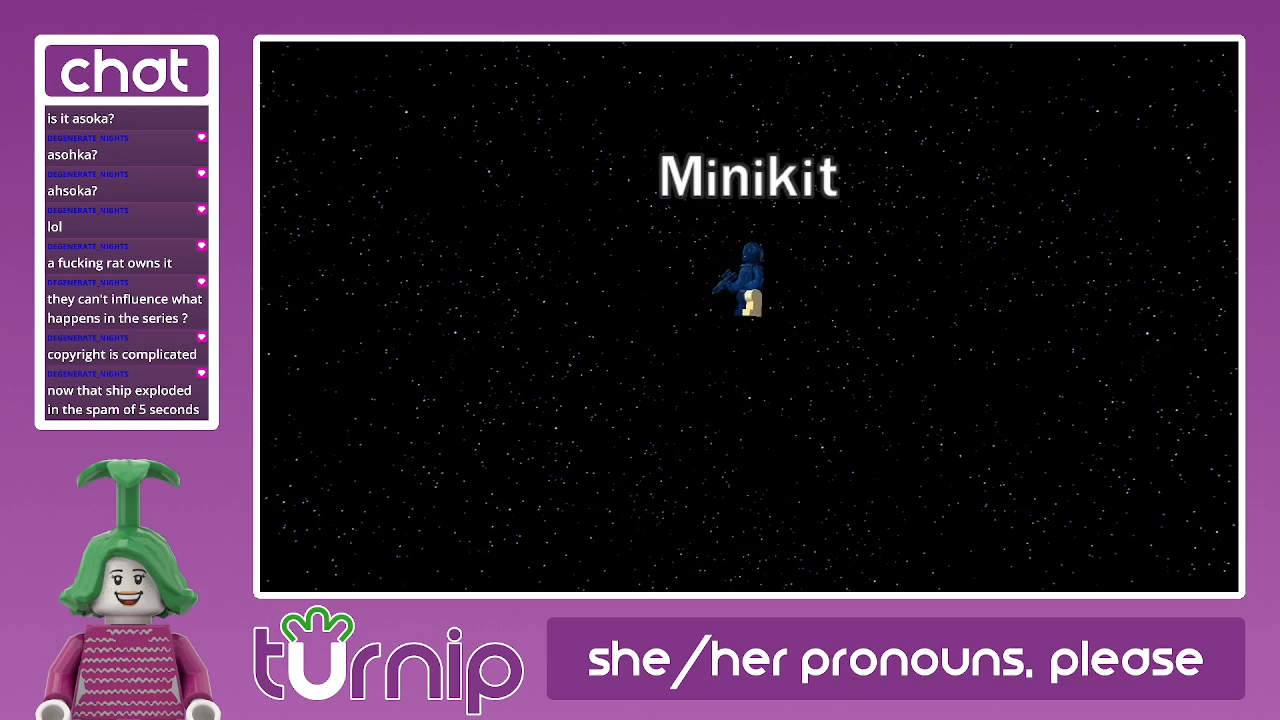 chat
is it asoka?
DEGENERATE_NIGHTS
asohka?
DEGENERATE_NIGHTS
ahsoka?
DEGENERATE_NIGHTS
lol
DEGENERATE_NIGHTS
a fucking rat owns it
DEGENERATE_NIGHTS
they can't influence what
happens in the series ?
DEGENERATE_NIGHTS
copyright is complicated
DEGENERATE_NIGHTS
now that ship exploded
in the spam of 5 seconds
Minikit
turnip
she/her pronouns, please